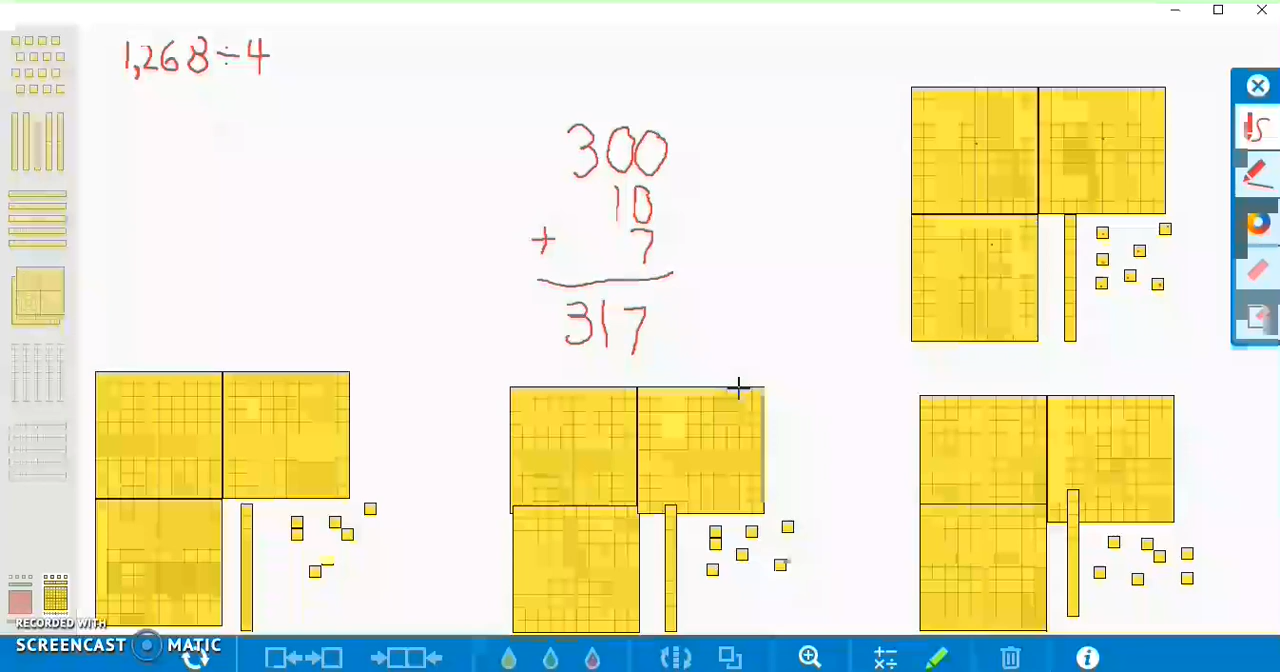 1,268÷4
300
10
+ 7
317
RECORDED WITH
SCREENCAST MATIC